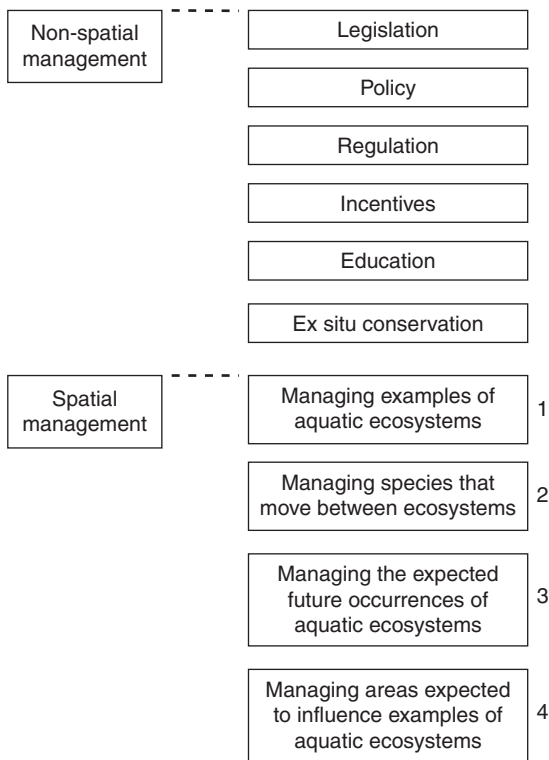 Non-spatial
management
Legislation
Policy
Regulation
Incentives
Education
Ex situ conservation
Spatial
management
Managing examples of
aquatic ecosystems
1
Managing species that
move between ecosystems
2
Managing the expected
future occurrences of
aquatic ecosystems
3
Managing areas expected
to influence examples of
aquatic ecosystems
4